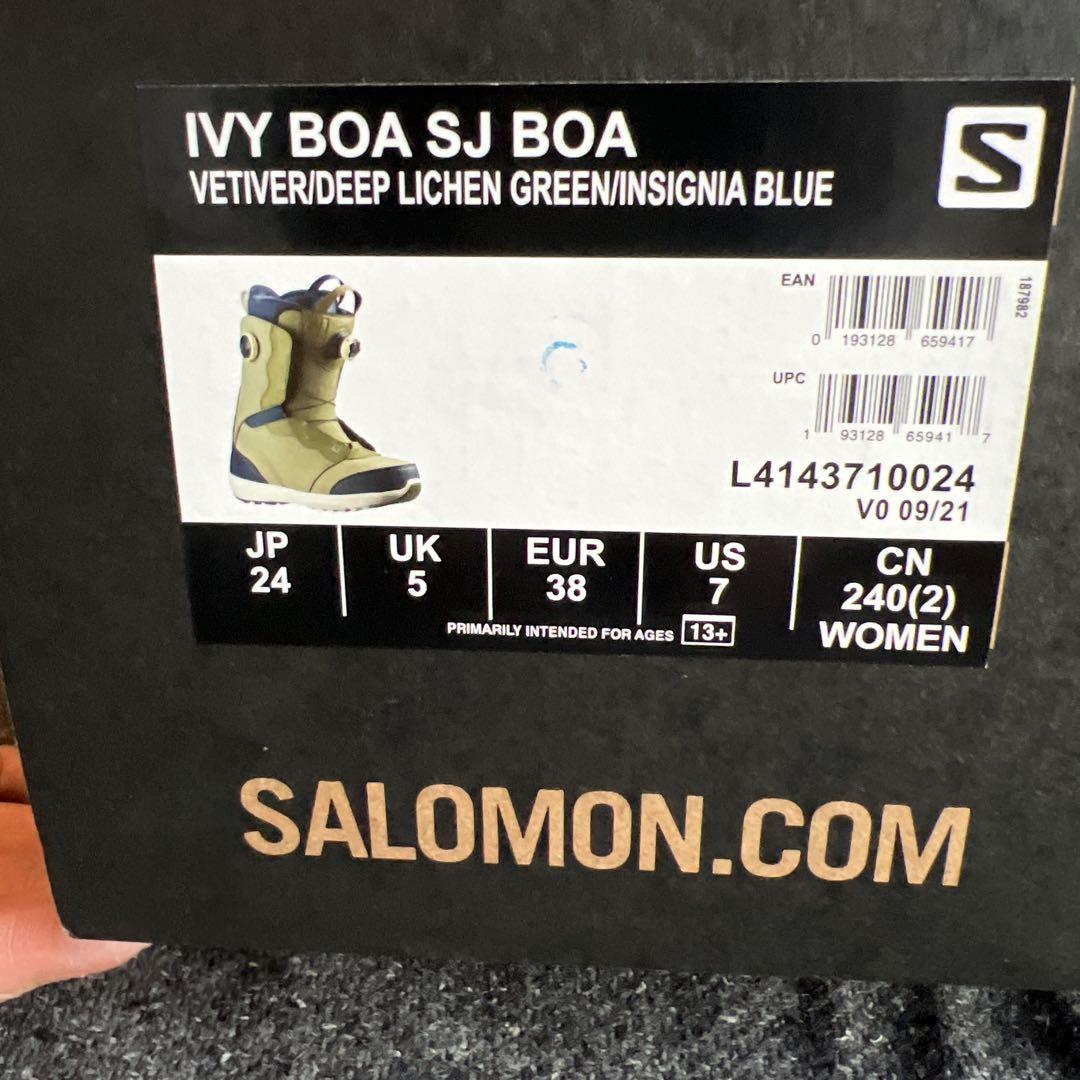 IVY BOA SJ BOA
VETIVER/DEEP LICHEN GREEN/INSIGNIA BLUE
S
EAN
187982
0 193128 659417
UPC
1 93128 65941 7
L4143710024
V0 09/21
JP UK EUR US CN
24 5 38 7 240(2)
PRIMARILY INTENDED FOR AGES 13+ WOMEN
SALOMON.COM